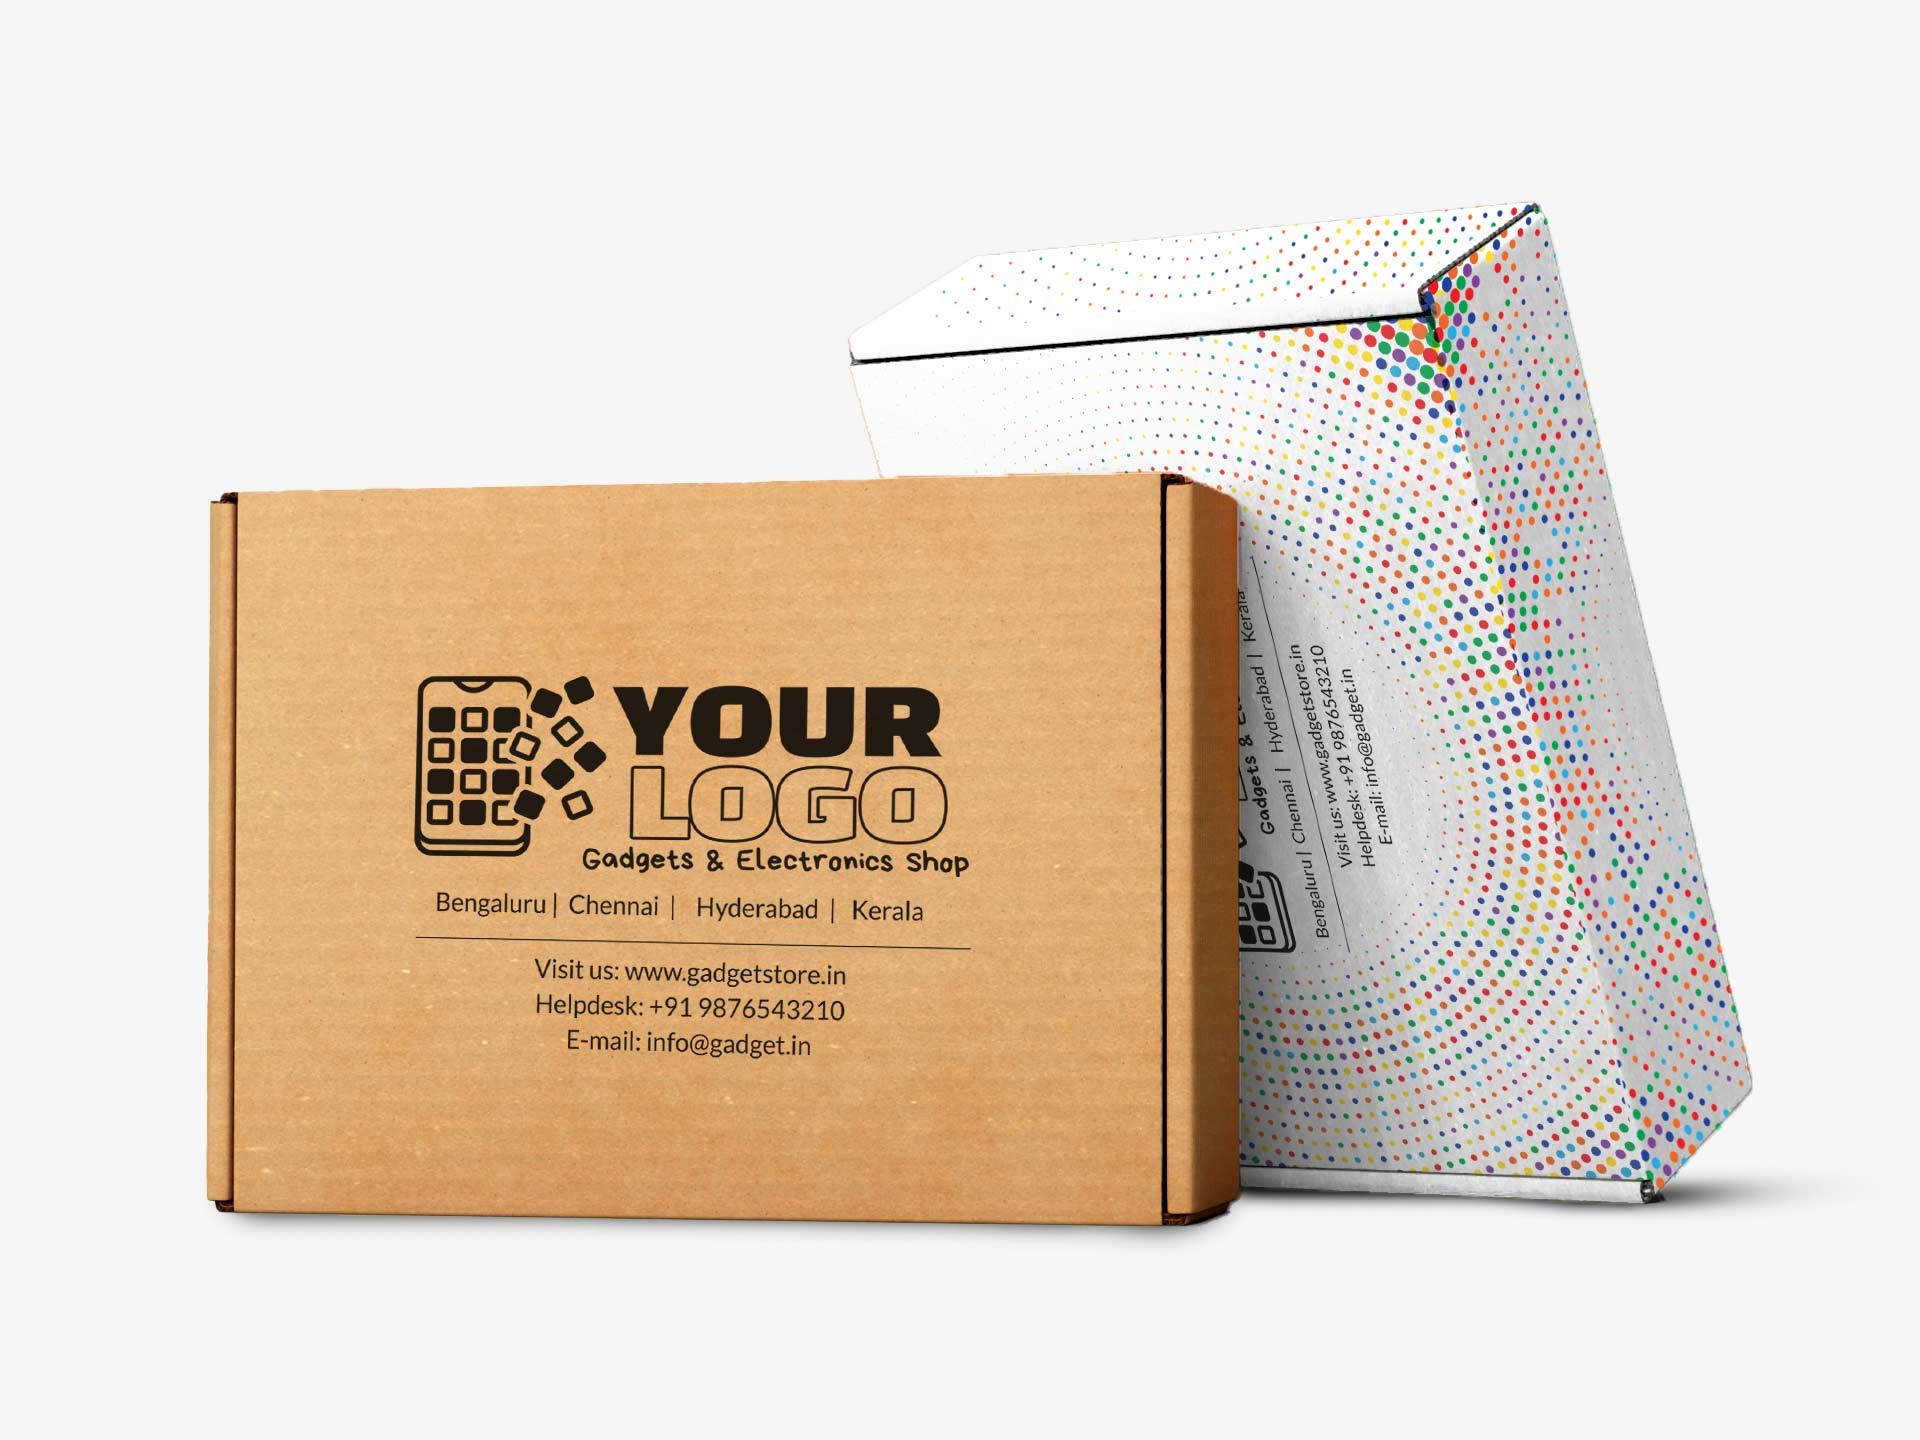 YOUR
LOGO
Gadgets & Electronics Shop
Bengaluru | Chennai | Hyderabad | Kerala
Visit us: www.gadgetstore.in
Helpdesk: +91 9876543210
E-mail: info@gadget.in
Gadgets &
Bengaluru | Chennai | Hyderabad | Kerala
Visit us: www.gadgetstore.in
Helpdesk: +91 9876543210
E-mail: info@gadget.in